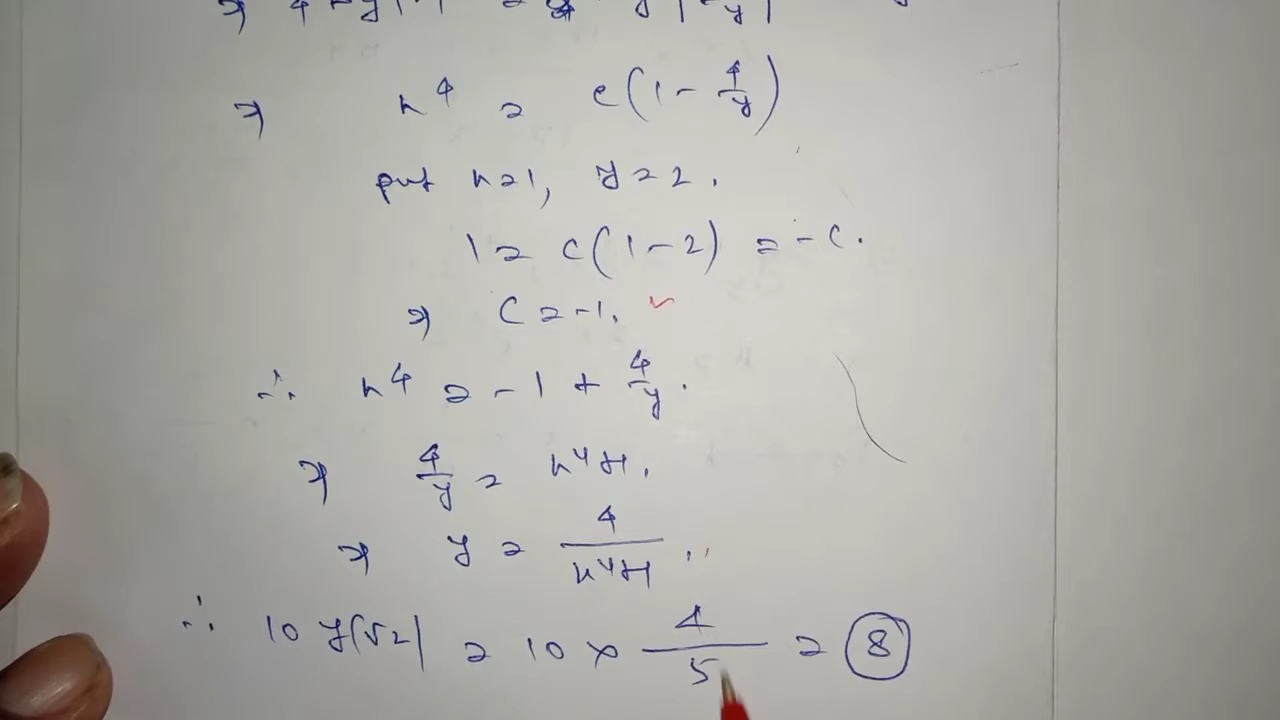 ⇒ x⁴ = c(1 - 4/y)
put x=1, y=2.
1 = c(1-2) = -c.
⇒ c = -1.
∴ x⁴ = -1 + 4/y.
⇒ 4/y = x⁴+1.
⇒ y = 4/(x⁴+1)
∴ 10 y(√2) = 10 × 4/5 = 8